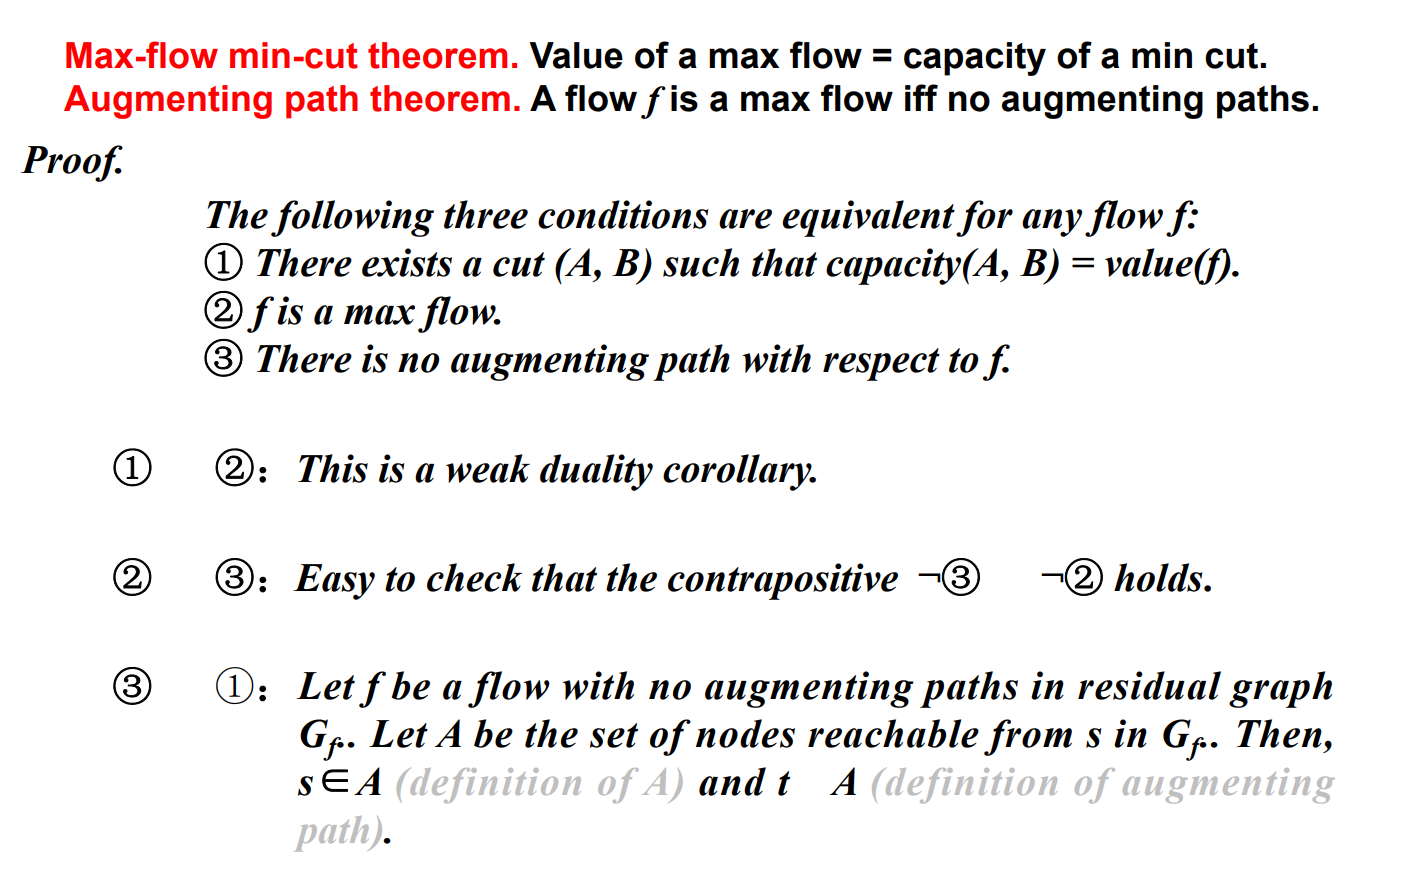 Max-flow min-cut theorem. Value of a max flow = capacity of a min cut.
Augmenting path theorem. A flow f is a max flow iff no augmenting paths.
Proof.
The following three conditions are equivalent for any flow f:
① There exists a cut (A, B) such that capacity(A, B) = value(f).
② f is a max flow.
③ There is no augmenting path with respect to f.
① ②： This is a weak duality corollary.
② ③： Easy to check that the contrapositive ¬③ ¬② holds.
③ ①： Let f be a flow with no augmenting paths in residual graph
Gf.. Let A be the set of nodes reachable from s in Gf.. Then,
s∈A (definition of A) and t A (definition of augmenting
path).